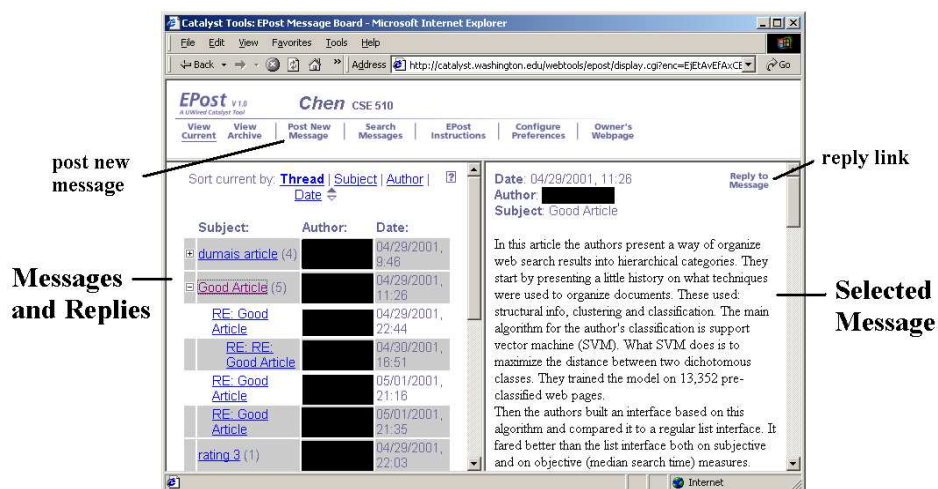 Catalyst Tools: EPost Message Board - Microsoft Internet Explorer
File Edit View Favorites Tools Help
Back » Address http://catalyst.washington.edu/webtools/epost/display.cgi?enc=EjEtAvEfAxCE Go
EPost V 1.0 Chen CSE 510
A UWired Catalyst Tool
View Current View Archive Post New Message Search Messages EPost Instructions Configure Preferences Owner's Webpage
post new
message
reply link
Sort current by: Thread | Subject | Author |
Date
?
Subject: Author: Date:
dumais article (4) 04/29/2001, 9:46
Good Article (5) 04/29/2001, 11:26
RE: Good Article 04/29/2001, 22:44
RE: RE: Good Article 04/30/2001, 16:51
RE: Good Article 05/01/2001, 21:16
RE: Good Article 05/01/2001, 21:35
rating 3 (1) 04/29/2001, 22:03
Messages
and Replies
Date: 04/29/2001, 11:26
Author:
Subject: Good Article
Reply to
Message
In this article the authors present a way of organize
web search results into hierarchical categories. They
start by presenting a little history on what techniques
were used to organize documents. These used:
structural info, clustering and classification. The main
algorithm for the author's classification is support
vector machine (SVM). What SVM does is to
maximize the distance between two dichotomous
classes. They trained the model on 13,352 pre-
classified web pages.
Then the authors built an interface based on this
algorithm and compared it to a regular list interface. It
fared better than the list interface both on subjective
and on objective (median search time) measures.
Selected
Message
Internet